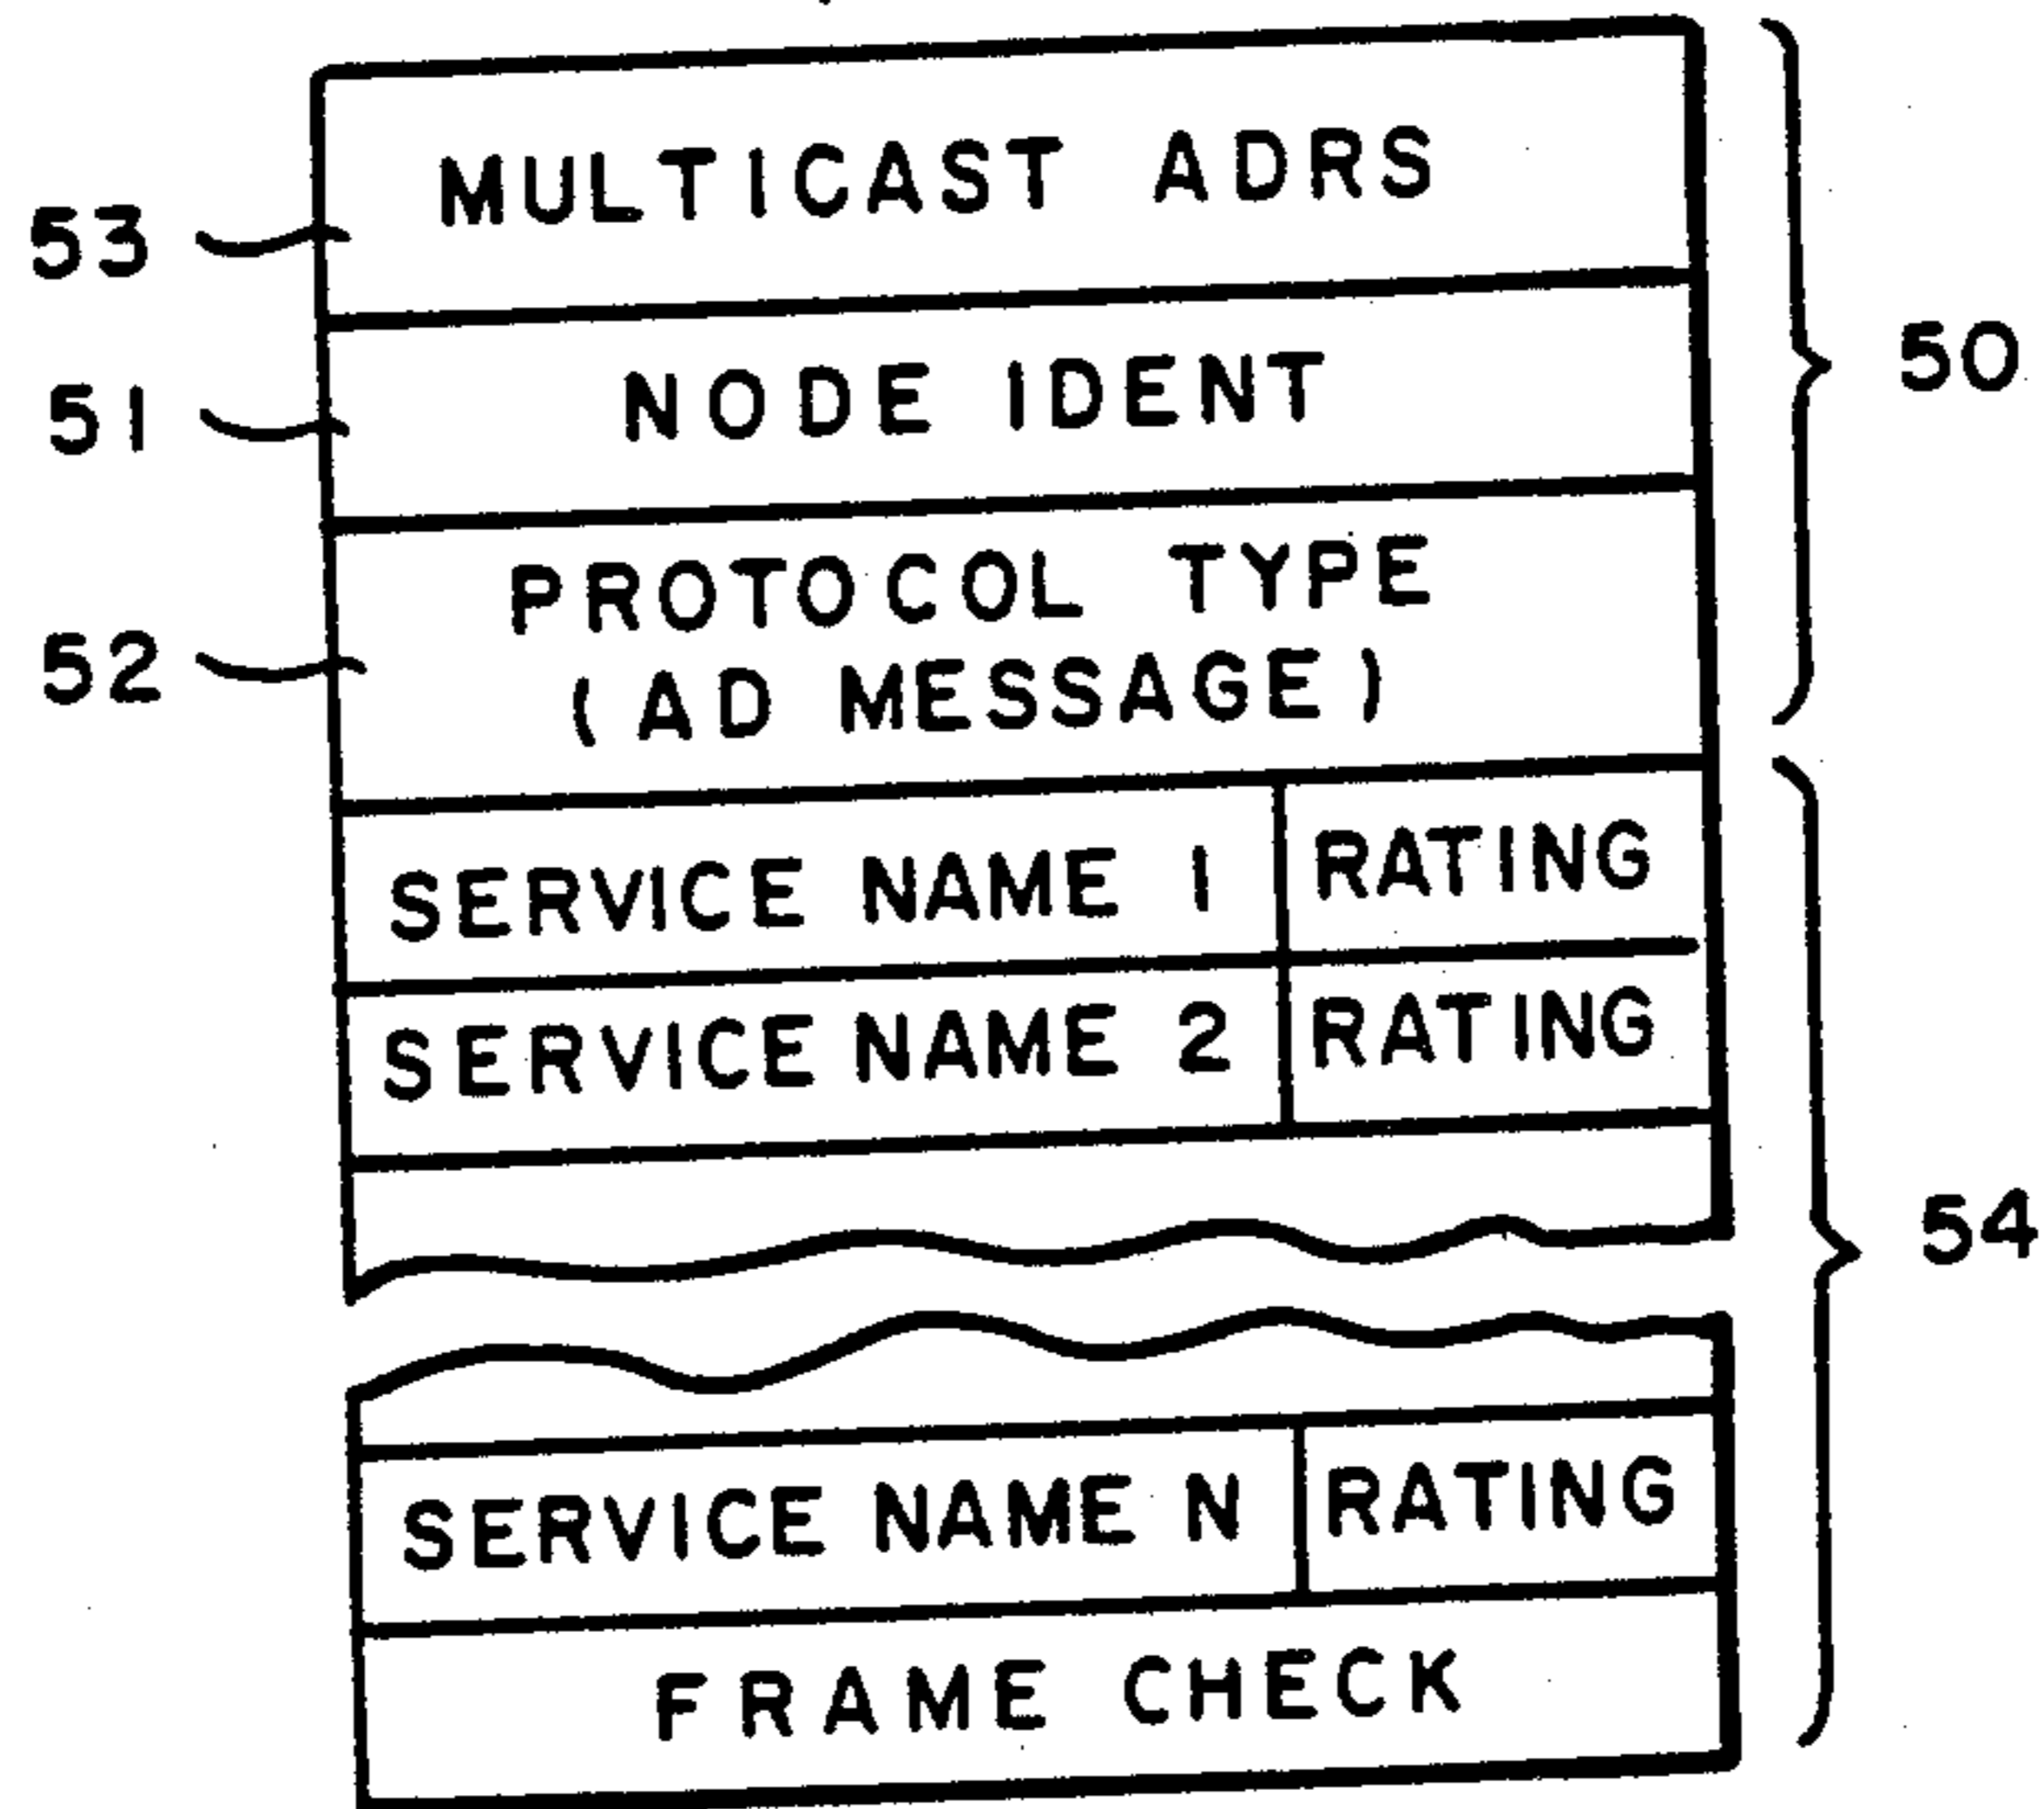 MULTICAST ADRS
53
NODE IDENT
50
51
PROTOCOL TYPE
(AD MESSAGE)
52
SERVICE NAME 1 RATING
SERVICE NAME 2 RATING
54
SERVICE NAME N RATING
FRAME CHECK